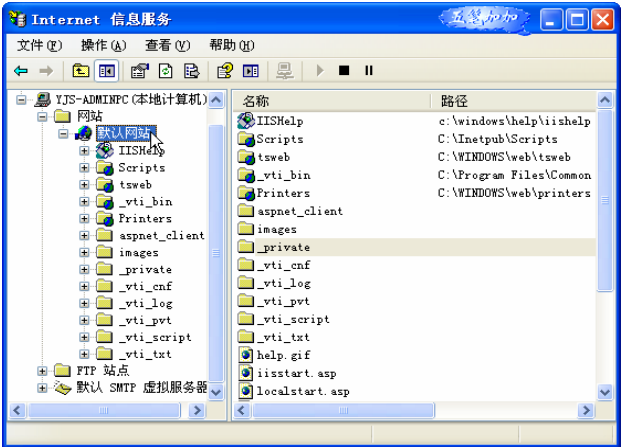 Internet 信息服务
五笔加加
文件(F) 操作(A) 查看(V) 帮助(H)
YJS-ADMINPC(本地计算机)
网站
默认网站
IISHelp
Scripts
tsweb
_vti_bin
Printers
aspnet_client
images
_private
_vti_cnf
_vti_log
_vti_pvt
_vti_script
_vti_txt
FTP 站点
默认 SMTP 虚拟服务器
名称 路径
IISHelp c:\windows\help\iishelp
Scripts C:\Inetpub\Scripts
tsweb C:\WINDOWS\web\tsweb
_vti_bin C:\Program Files\Common
Printers C:\WINDOWS\web\printers
aspnet_client
images
_private
_vti_cnf
_vti_log
_vti_pvt
_vti_script
_vti_txt
help.gif
iisstart.asp
localstart.asp